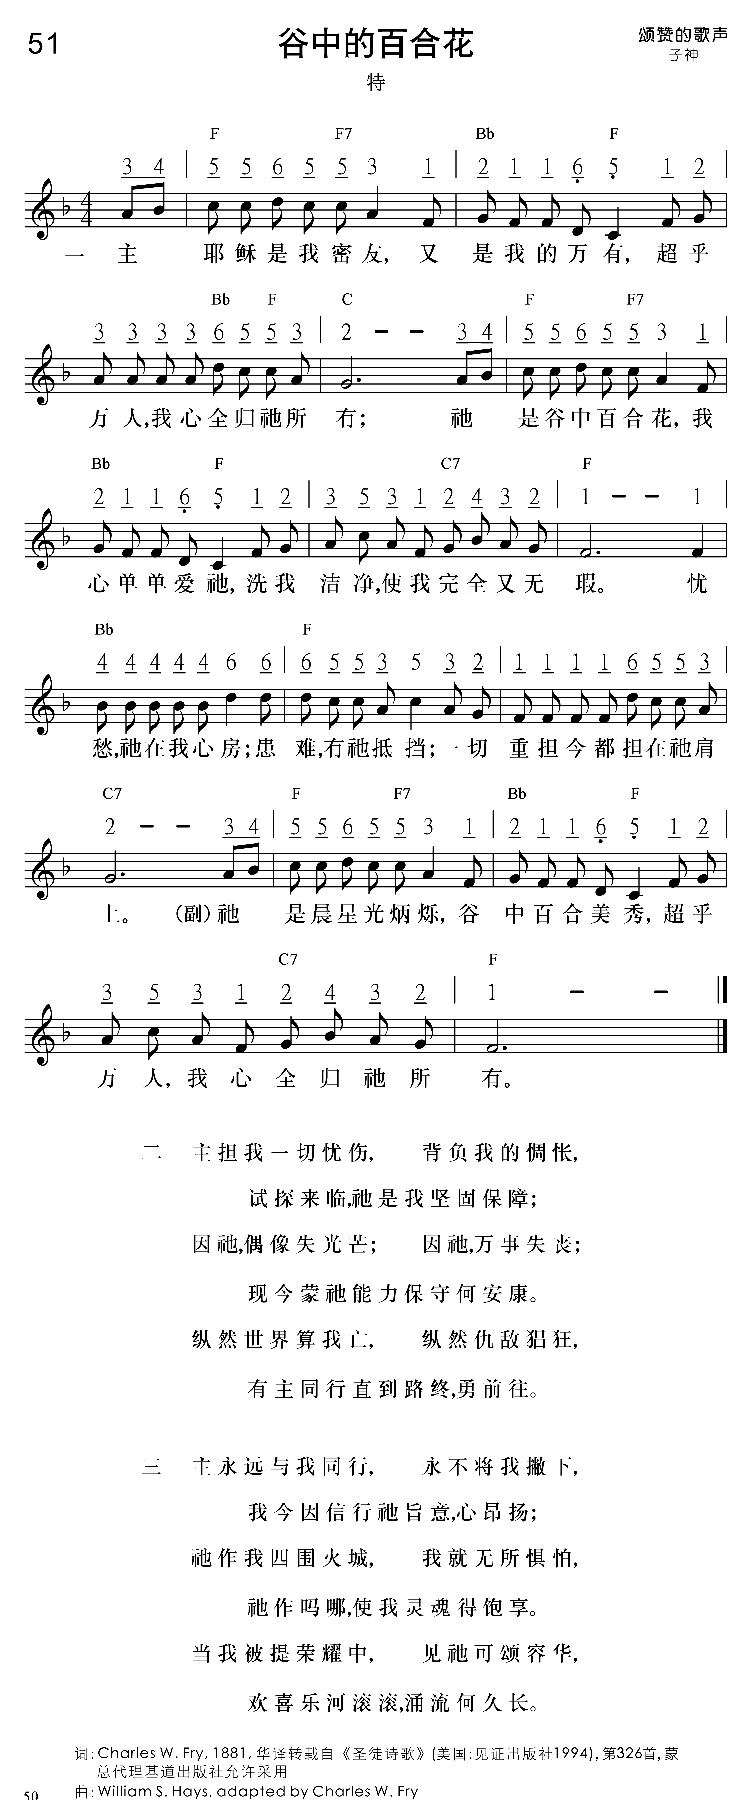 51
谷中的百合花
颂赞的歌声
子神
特
F F7 Bb F
3 4 | 5 5 6 5 5 3 1 | 2 1 1 6 5 1 2
4
4
一 主 耶稣是我密友, 又 是我的万有, 超乎
Bb F C F F7
3 3 3 3 6 5 5 3 | 2 - - 3 4 | 5 5 6 5 5 3 1
万人,我心全归祂所 有; 祂 是谷中百合花, 我
Bb F C7 F
2 1 1 6 5 1 2 | 3 5 3 1 2 4 3 2 | 1 - - 1
心单单爱祂, 洗我 洁净,使我完全又无 瑕。 忧
Bb F
4 4 4 4 4 6 6 | 6 5 5 3 5 3 2 | 1 1 1 1 6 5 5 3
愁,祂在我心房;患 难,有祂抵挡;一切 重担今都担在祂肩
C7 F F7 Bb F
2 - - 3 4 | 5 5 6 5 5 3 1 | 2 1 1 6 5 1 2
上。 (副)祂 是晨星光炳烁, 谷 中百合美秀, 超乎
C7 F
3 5 3 1 2 4 3 2 | 1 - -
万人, 我心全归祂所 有。
二 主担我一切忧伤, 背负我的惆怅,
试探来临,祂是我坚固保障;
因祂,偶像失光芒; 因祂,万事失丧;
现今蒙祂能力保守何安康。
纵然世界算我亡, 纵然仇敌猖狂,
有主同行直到路终,勇前往。
三 主永远与我同行, 永不将我撇下,
我今因信行祂旨意,心昂扬;
祂作我四围火城, 我就无所惧怕,
祂作吗哪,使我灵魂得饱享。
当我被提荣耀中, 见祂可颂容华,
欢喜乐河滚滚,涌流何久长。
词: Charles W. Fry, 1881, 华译转载自《圣徒诗歌》(美国:见证出版社1994), 第326首, 蒙
总代理基道出版社允许采用
曲: William S. Hays, adapted by Charles W. Fry
50